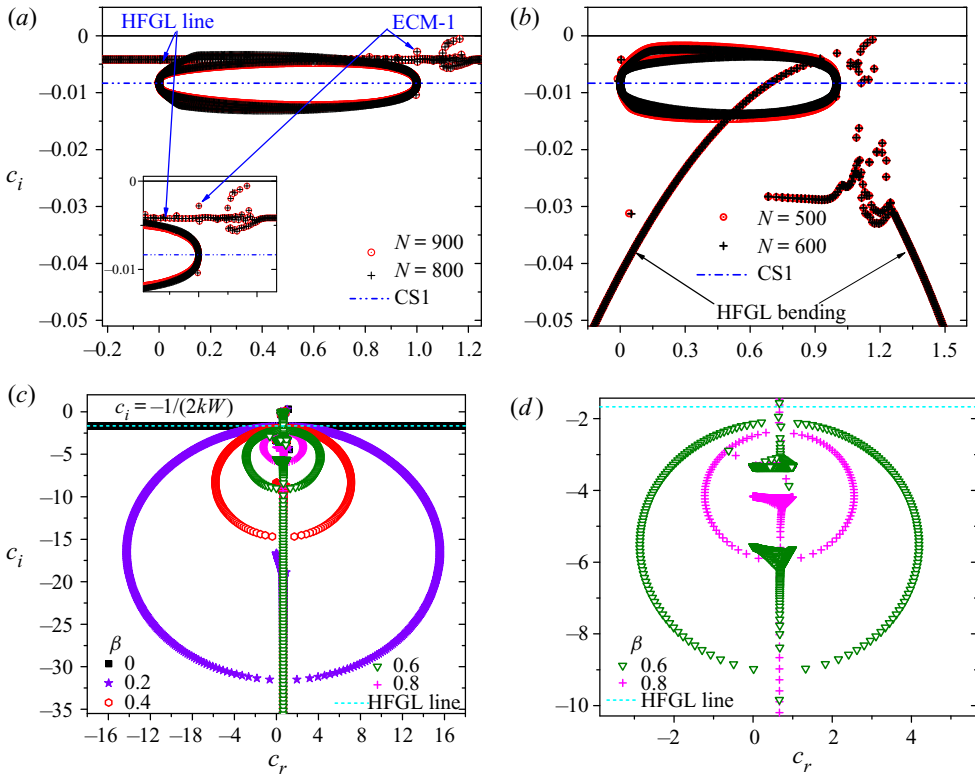 (a)
HFGL line
ECM-1
0
–0.01
–0.02
–0.03
–0.04
–0.05
c_i
0
–0.01
N = 900
N = 800
CS1
–0.2 0 0.2 0.4 0.6 0.8 1.0 1.2
(b)
0
–0.01
–0.02
–0.03
–0.04
–0.05
N = 500
N = 600
CS1
HFGL bending
0 0.3 0.6 0.9 1.2 1.5
(c)
c_i = –1/(2kW)
0
–5
–10
–15
–20
–25
–30
–35
c_i
β
0
0.2
0.4
0.6
0.8
HFGL line
–16 –12 –8 –4 0 4 8 12 16
c_r
(d)
–2
–4
–6
–8
–10
β
0.6
0.8
HFGL line
–2 0 2 4
c_r